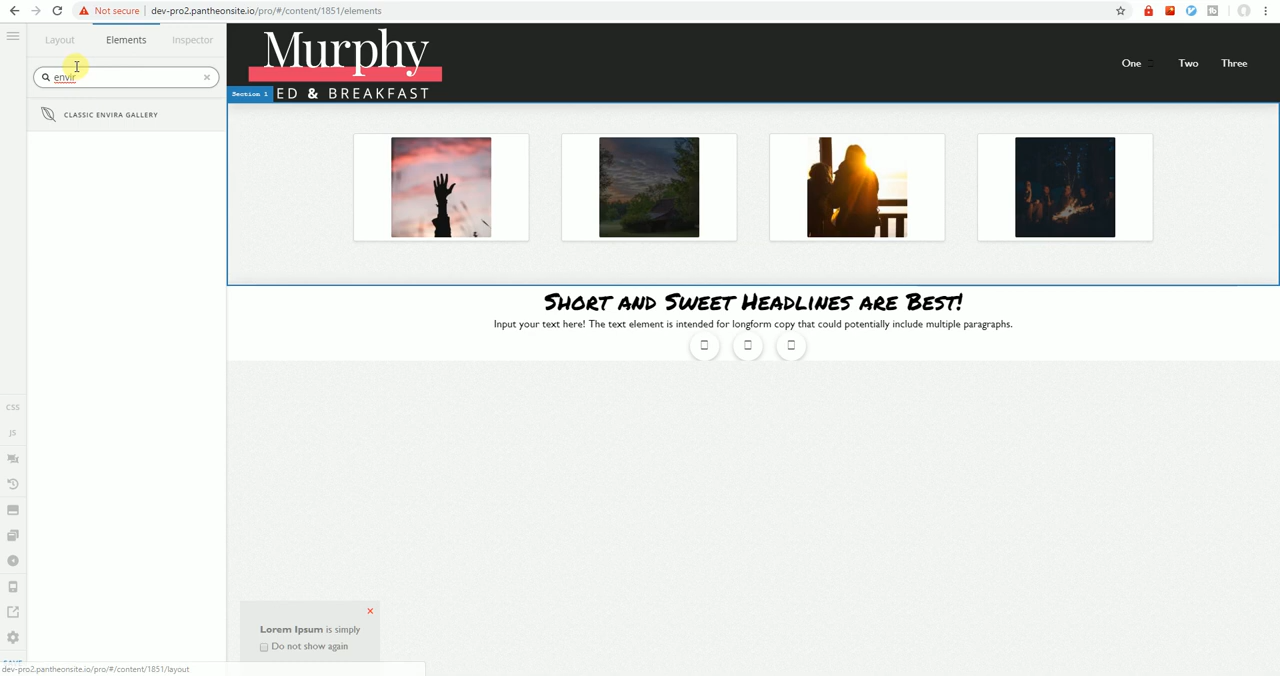 Not secure
dev-pro2.pantheonsite.io/pro/#/content/1851/elements
Layout
Elements
Inspector
envir
CLASSIC ENVIRA GALLERY
Murphy
ED & BREAKFAST
One
Two
Three
Section 1
Short and Sweet Headlines are Best!
Input your text here! The text element is intended for longform copy that could potentially include multiple paragraphs.
CSS
JS
Lorem Ipsum is simply
Do not show again
dev-pro2.pantheonsite.io/pro/#/content/1851/layout